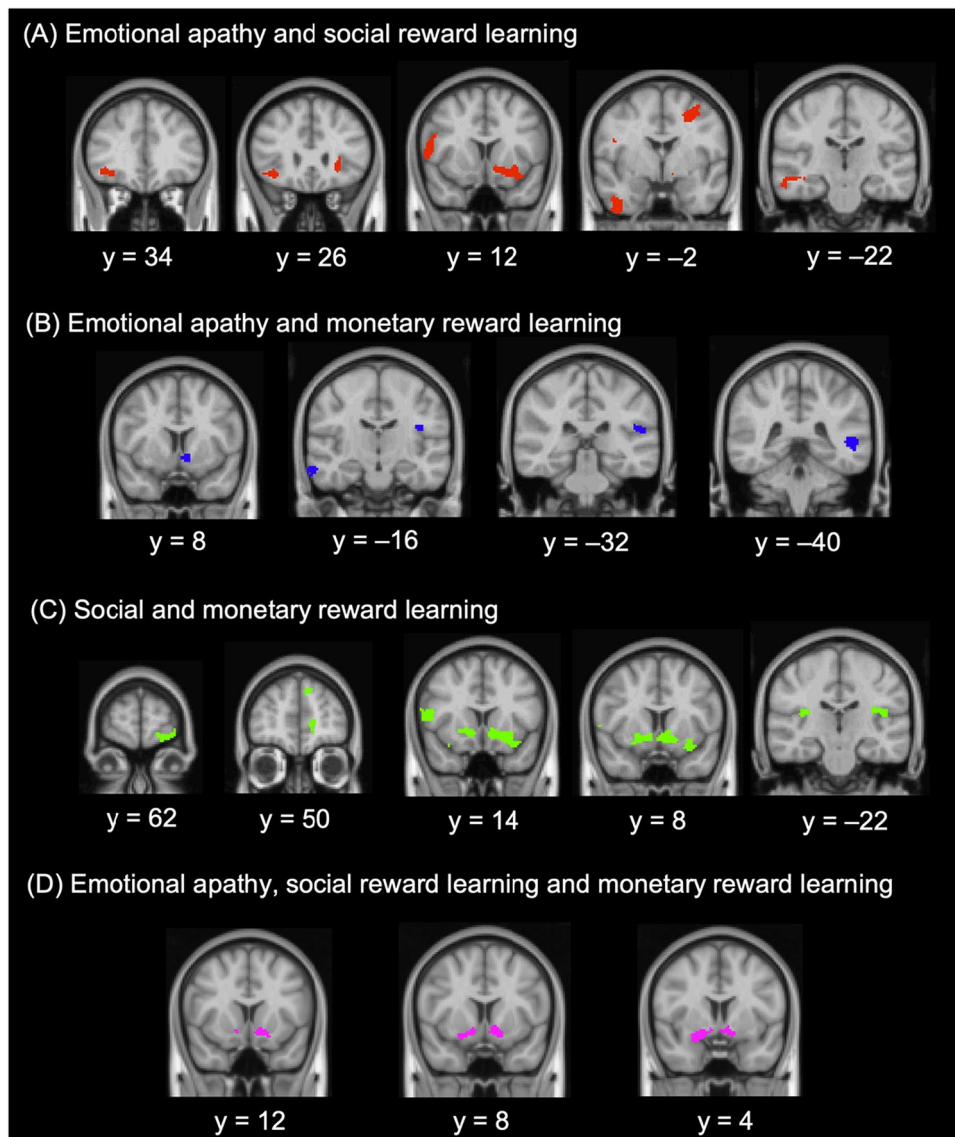 (A) Emotional apathy and social reward learning
y = 34 y = 26 y = 12 y = –2 y = –22
(B) Emotional apathy and monetary reward learning
y = 8 y = –16 y = –32 y = –40
(C) Social and monetary reward learning
y = 62 y = 50 y = 14 y = 8 y = –22
(D) Emotional apathy, social reward learning and monetary reward learning
y = 12 y = 8 y = 4